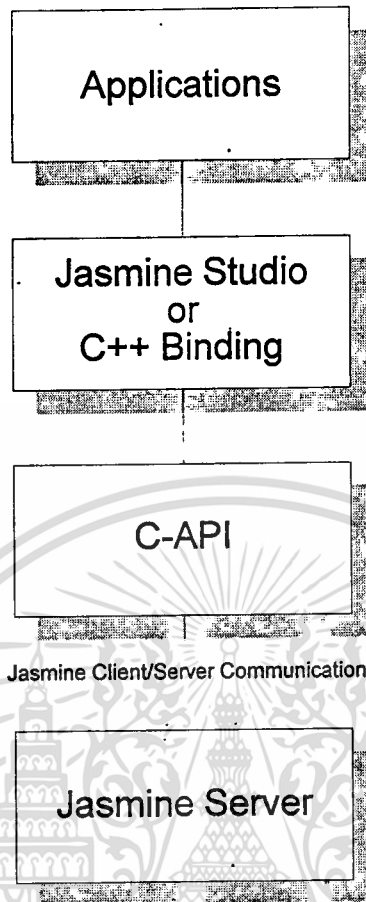 Applications
Jasmine Studio
or
C++ Binding
C-API
Jasmine Client/Server Communication
Jasmine Server